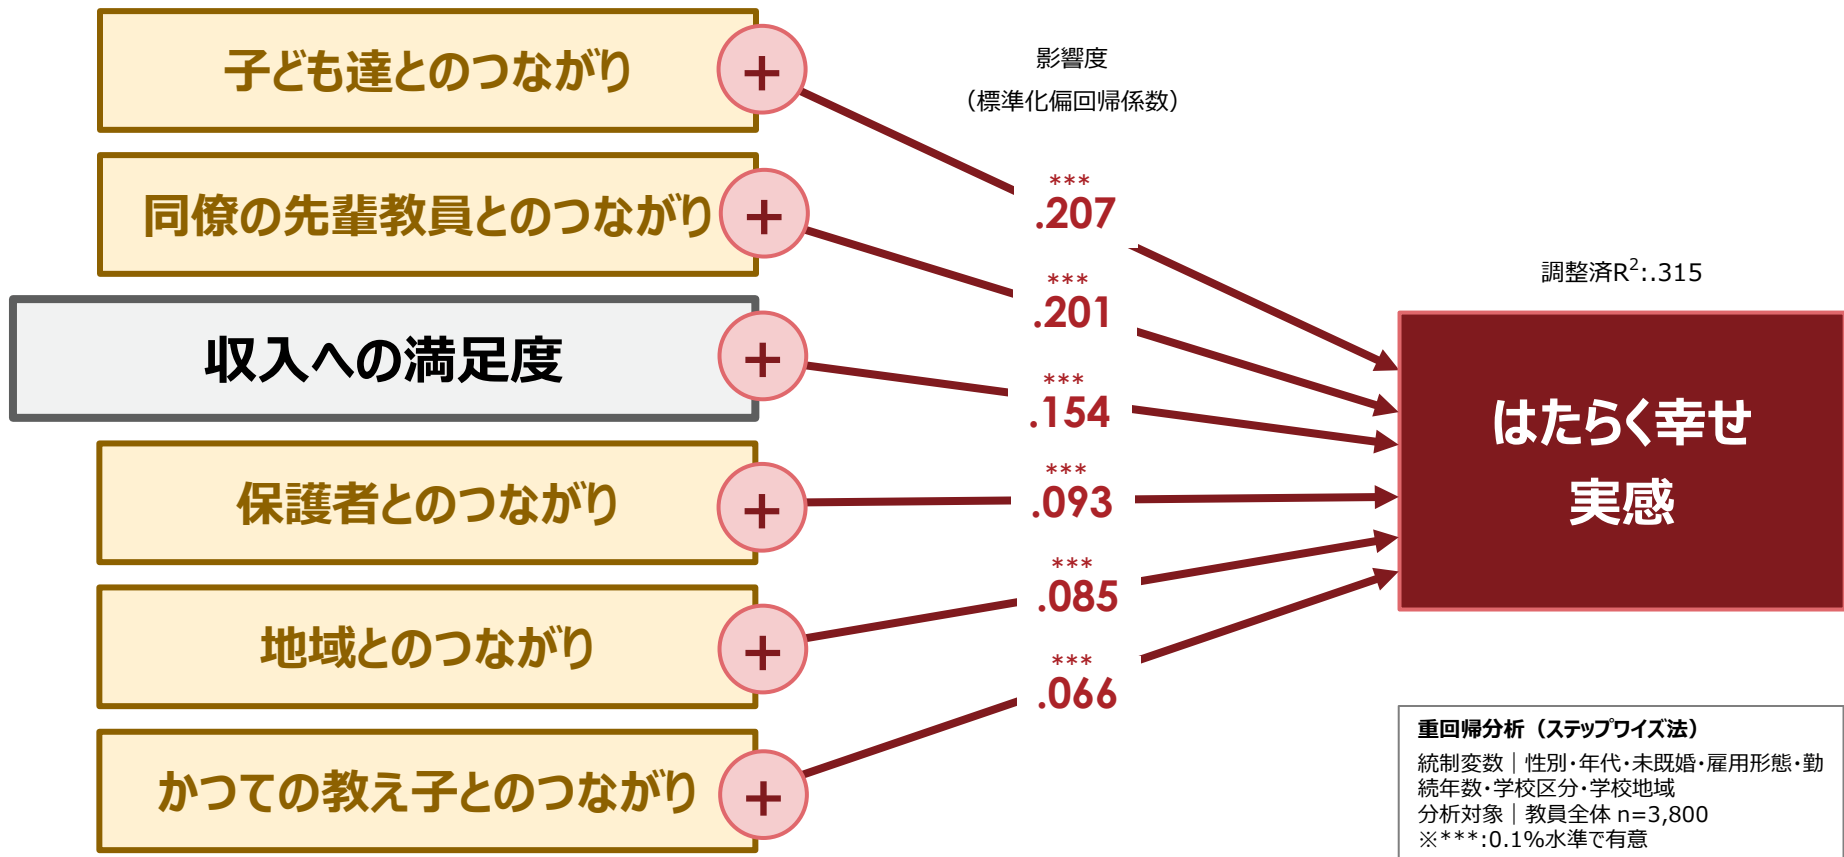 子ども達とのつながり
+
影響度
（標準化偏回帰係数）
***
.207
同僚の先輩教員とのつながり
+
***
.201
調整済R²:.315
収入への満足度
+
***
.154
はたらく幸せ
実感
保護者とのつながり
+
***
.093
地域とのつながり
+
***
.085
かつての教え子とのつながり
+
***
.066
重回帰分析（ステップワイズ法）
統制変数｜性別・年代・未既婚・雇用形態・勤
続年数・学校区分・学校地域
分析対象｜教員全体 n=3,800
※***:0.1%水準で有意